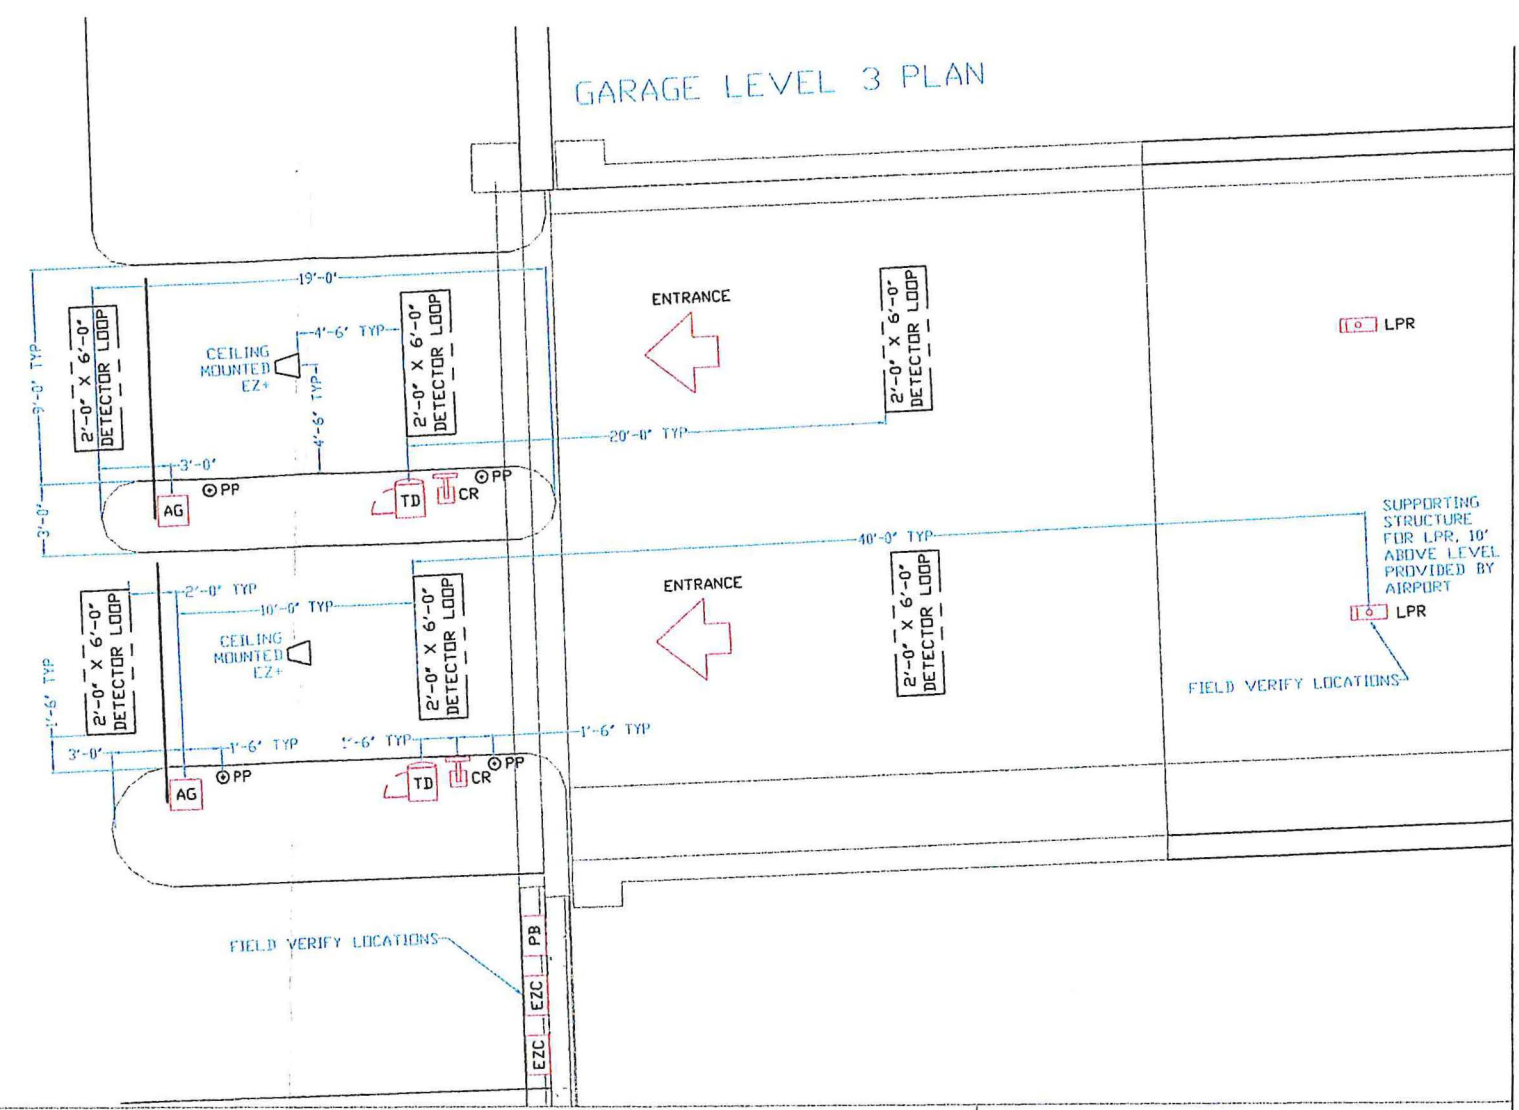 GARAGE LEVEL 3 PLAN
19'-0"
ENTRANCE
LPR
4'-6" TYP
CEILING
MOUNTED
EZ+
4'-6" TYP
2'-0" X 6'-0"
DETECTOR LOOP
2'-0" X 6'-0"
DETECTOR LOOP
2'-0" X 6'-0"
DETECTOR LOOP
9'-0" TYP
20'-0" TYP
3'-0"
PP
PP
AG
TD
CR
3'-0"
SUPPORTING
STRUCTURE
FOR LPR, 10'
ABOVE LEVEL
PROVIDED BY
AIRPORT
40'-0" TYP
ENTRANCE
2'-0" TYP
10'-0" TYP
LPR
CEILING
MOUNTED
EZ+
2'-0" X 6'-0"
DETECTOR LOOP
2'-0" X 6'-0"
DETECTOR LOOP
2'-0" X 6'-0"
DETECTOR LOOP
FIELD VERIFY LOCATIONS
1'-6" TYP
3'-0"
1'-6" TYP
1'-6" TYP
1'-6" TYP
PP
PP
AG
TD
CR
FIELD VERIFY LOCATIONS
PB
EZC
EZC